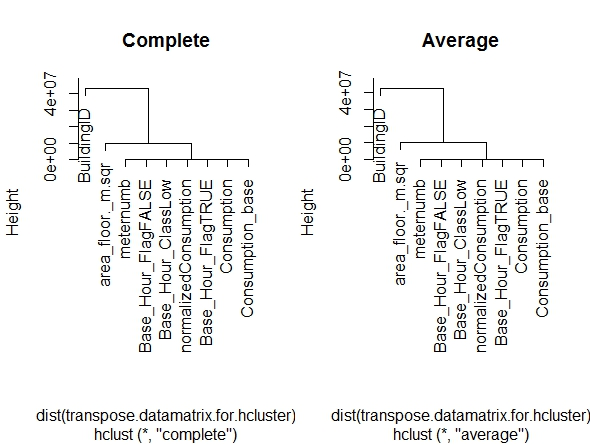 Complete
Height
0e+00
4e+07
BuildingID
area_floor._m.sqr
meternumb
Base_Hour_FlagFALSE
Base_Hour_ClassLow
normalizedConsumption
Base_Hour_FlagTRUE
Consumption
Consumption_base
dist(transpose.datamatrix.for.hcluster)
hclust (*, "complete")
Average
Height
0e+00
4e+07
BuildingID
area_floor._m.sqr
meternumb
Base_Hour_FlagFALSE
Base_Hour_ClassLow
normalizedConsumption
Base_Hour_FlagTRUE
Consumption
Consumption_base
dist(transpose.datamatrix.for.hcluster)
hclust (*, "average")